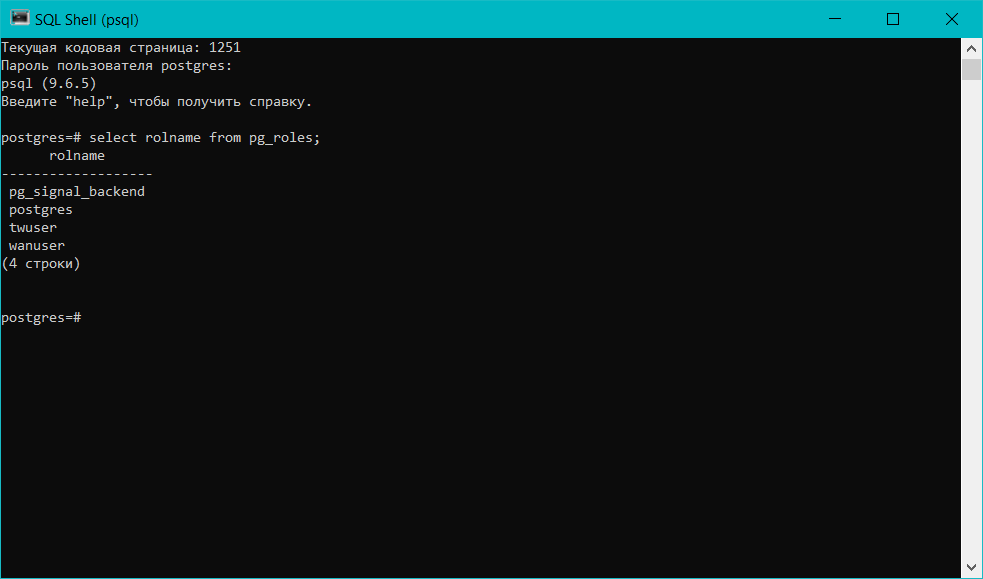 SQL Shell (psql)
Текущая кодовая страница: 1251
Пароль пользователя postgres:
psql (9.6.5)
Введите "help", чтобы получить справку.
postgres=# select rolname from pg_roles;
rolname
-------------------
pg_signal_backend
postgres
twuser
wanuser
(4 строки)
postgres=#